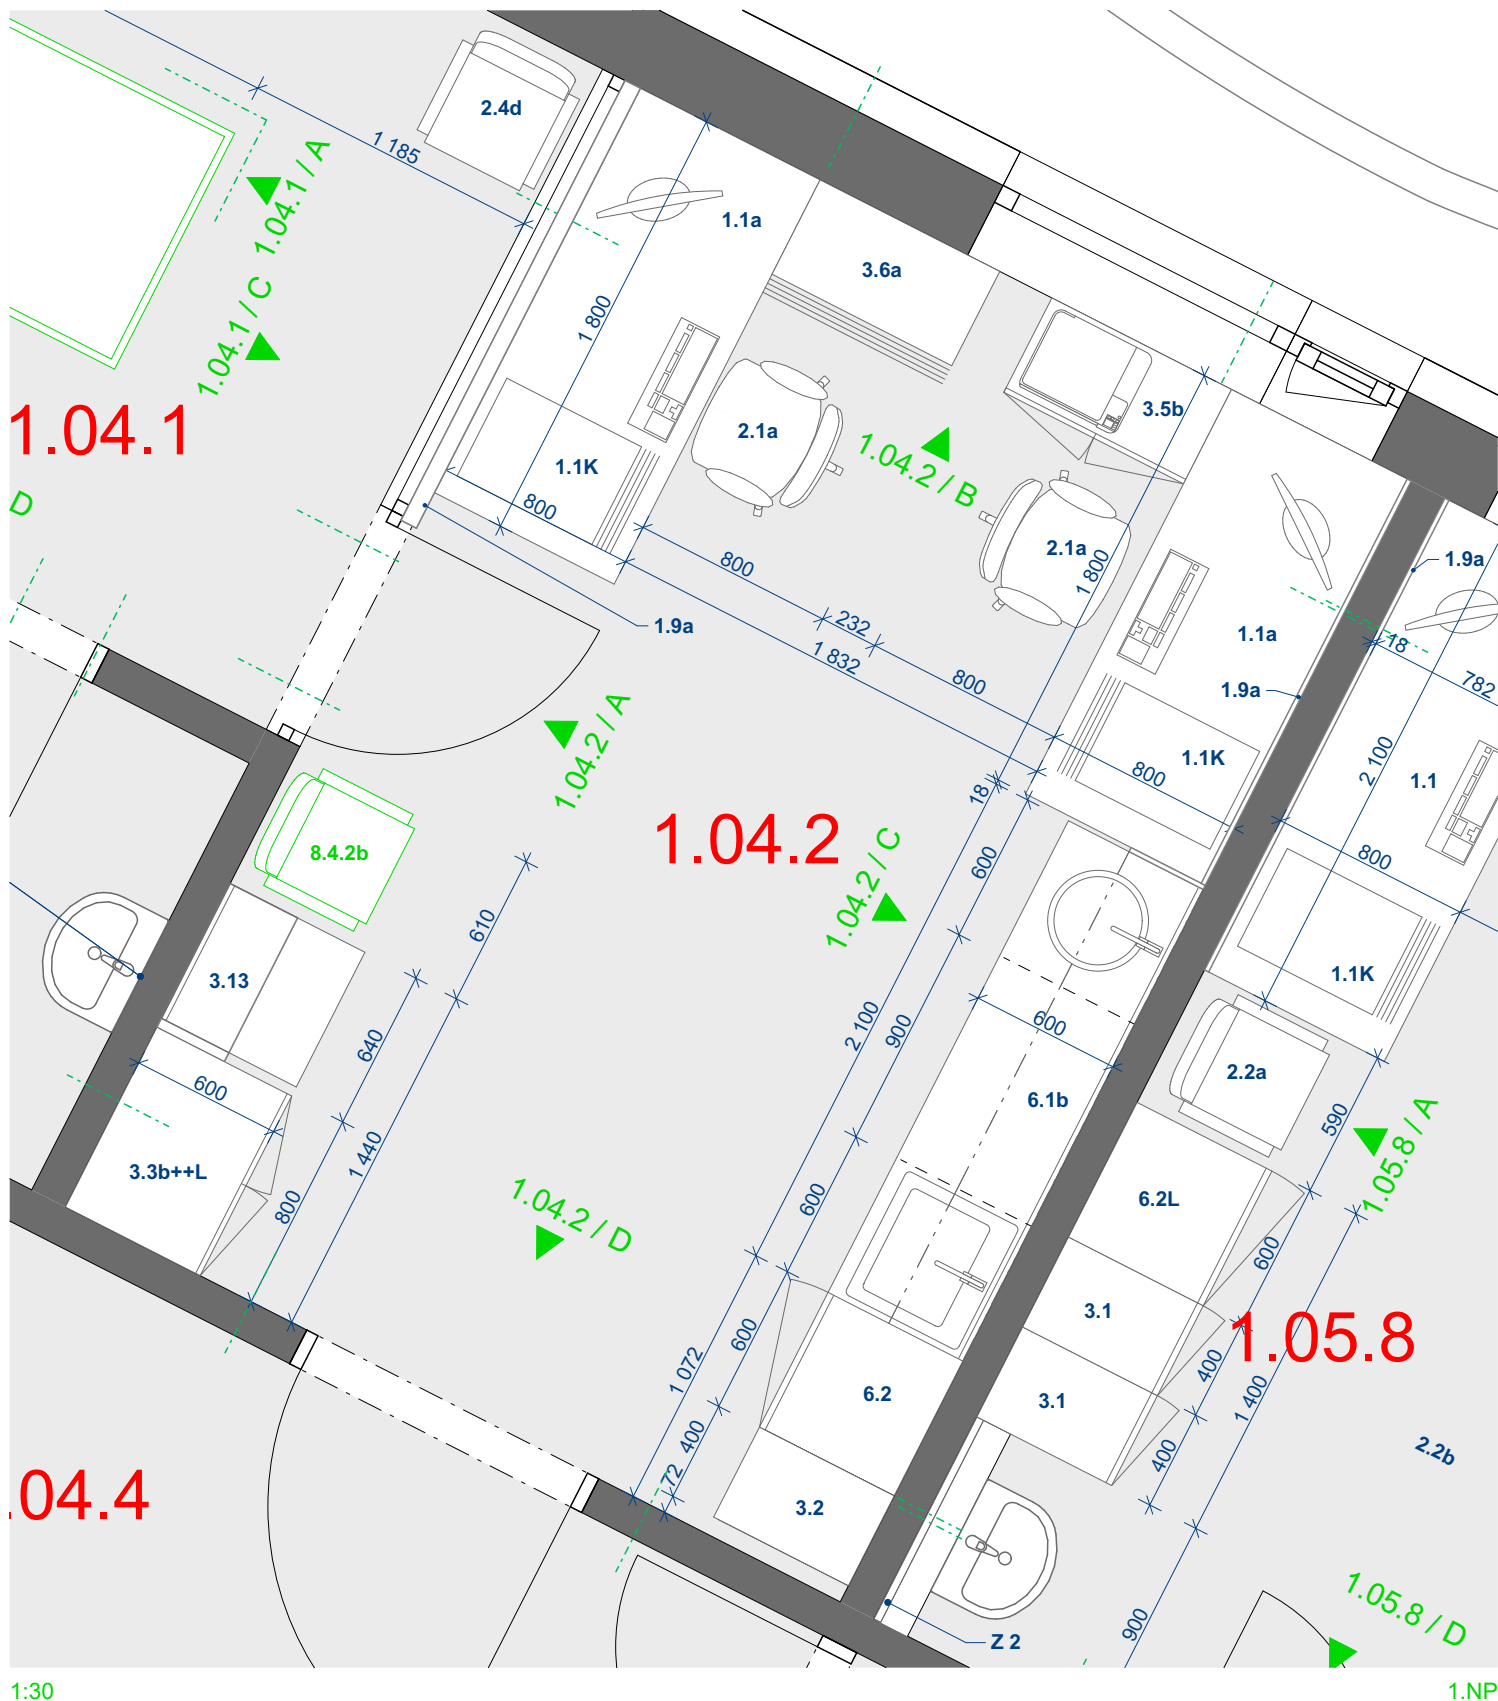 2.4d
1 185
1.04.1 / A
1.1a
3.6a
1.04.1 / C
1 800
3.5b
1.04.1
2.1a
1.04.2 / B
1.1K
D
800
2.1a
1 800
1.9a
800
232
1 832
1.9a
1.1a
18
800
1.9a
782
1.04.2 / A
1.1K
2 100
1.1
800
18
1.04.2
8.4.2b
1.04.2 / C
600
800
610
3.13
1.1K
2 100
900
600
640
2.2a
600
6.1b
590
1.05.8 / A
3.3b++L
1 440
800
1.04.2 / D
600
6.2L
600
3.1
1.05.8
600
1 072
400
1 400
6.2
3.1
400
72
400
2.2b
.04.4
3.2
1.05.8 / D
900
Z 2
1:30
1.NP